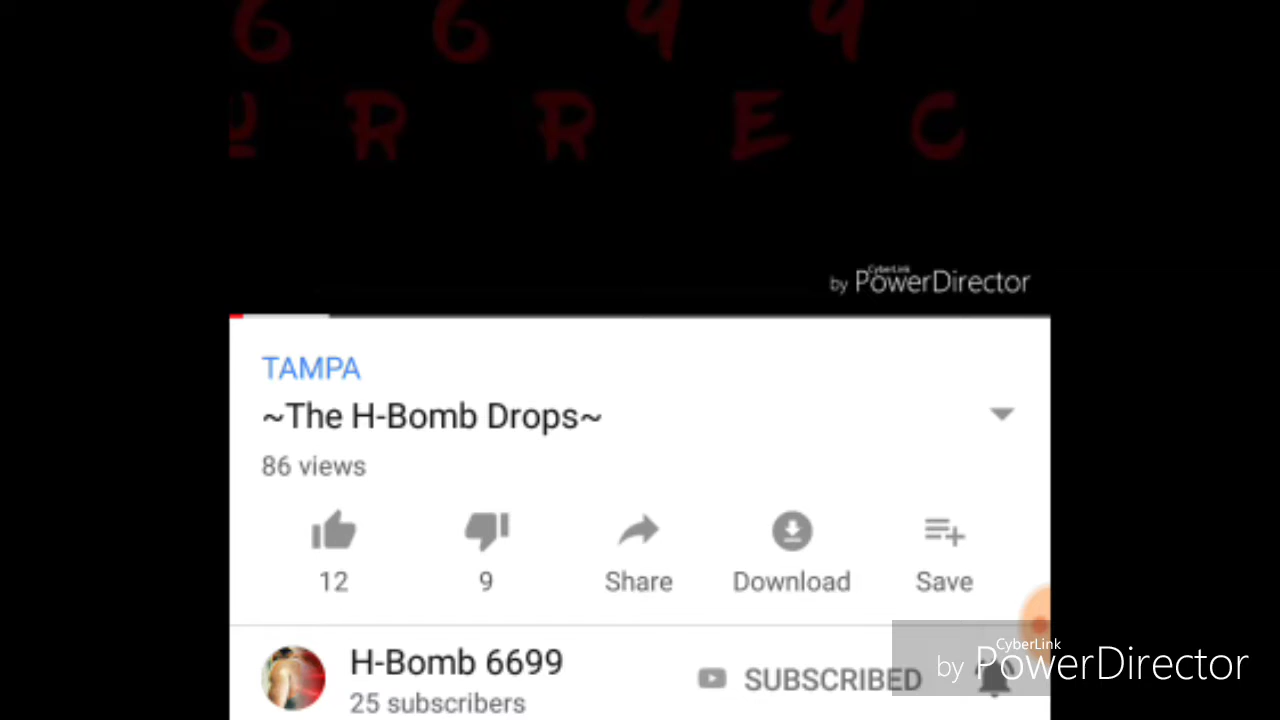 6 6 9 9
U R R E C
by CyberLink PowerDirector
TAMPA
~The H-Bomb Drops~
86 views
12 9 Share Download Save
H-Bomb 6699
25 subscribers
SUBSCRIBED
by CyberLink PowerDirector